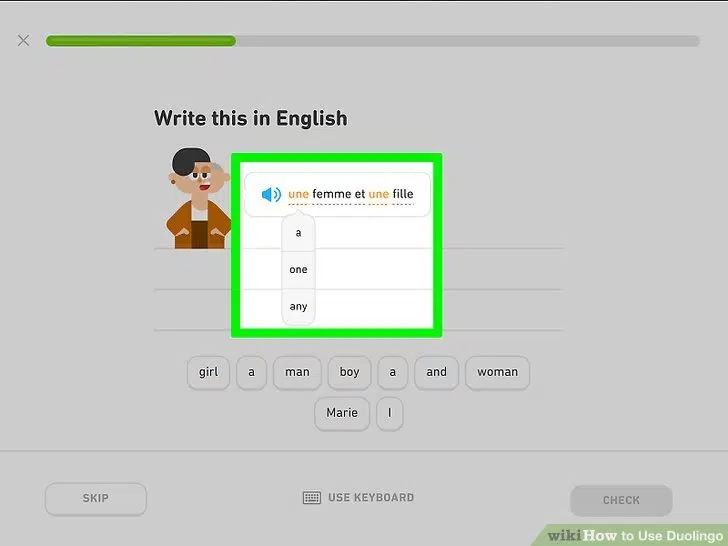 Write this in English
une femme et une fille
a
one
any
girl a man boy a and woman
Marie I
SKIP USE KEYBOARD CHECK
wikiHow to Use Duolingo